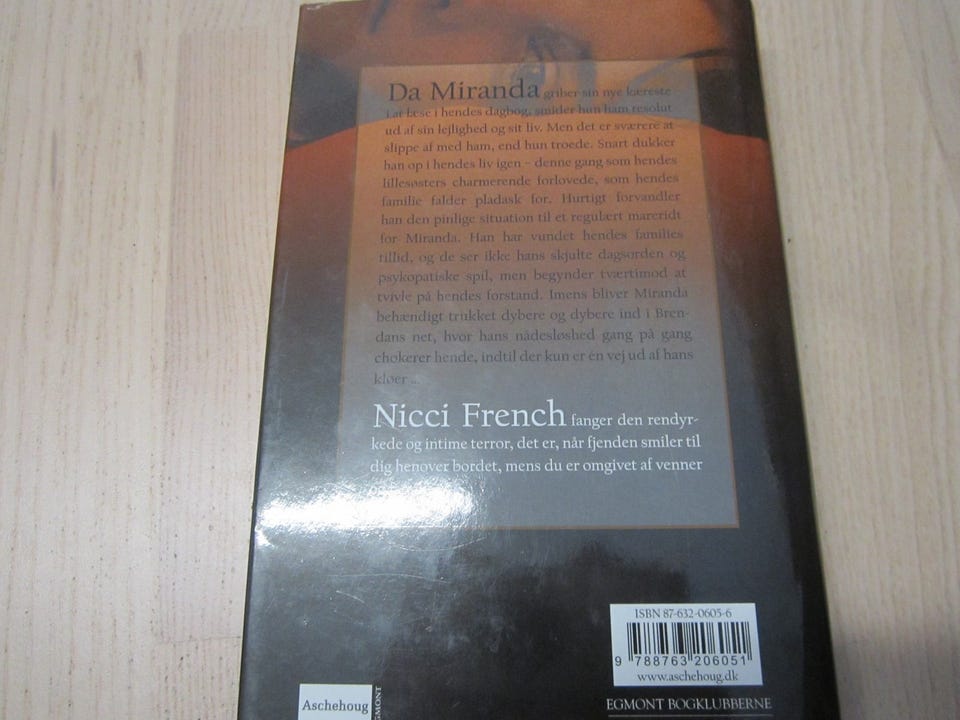 Da Miranda griber sin nye kæreste
i at læse i hendes dagbog, smider hun ham resolut
ud af sin lejlighed og sit liv. Men det er sværere at
slippe af med ham, end hun troede. Snart dukker
han op i hendes liv igen – denne gang som hendes
lillesøsters charmerende forlovede, som hendes
familie falder pladask for. Hurtigt forvandler
han den pinlige situation til et regulært mareridt
for Miranda. Han har vundet hendes families
tillid, og de ser ikke hans skjulte dagsorden og
psykopatiske spil, men begynder tværtimod at
tvivle på hendes forstand. Imens bliver Miranda
behændigt trukket dybere og dybere ind i Bren-
dans net, hvor hans nådesløshed gang på gang
chokerer hende, indtil der kun er én vej ud af hans
kløer ...
Nicci French fanger den rendyr-
kede og intime terror, det er, når fjenden smiler til
dig henover bordet, mens du er omgivet af venner
ISBN 87-632-0605-6
9 788763 206051
www.aschehoug.dk
Aschehoug
EGMONT
EGMONT BOGKLUBBERNE